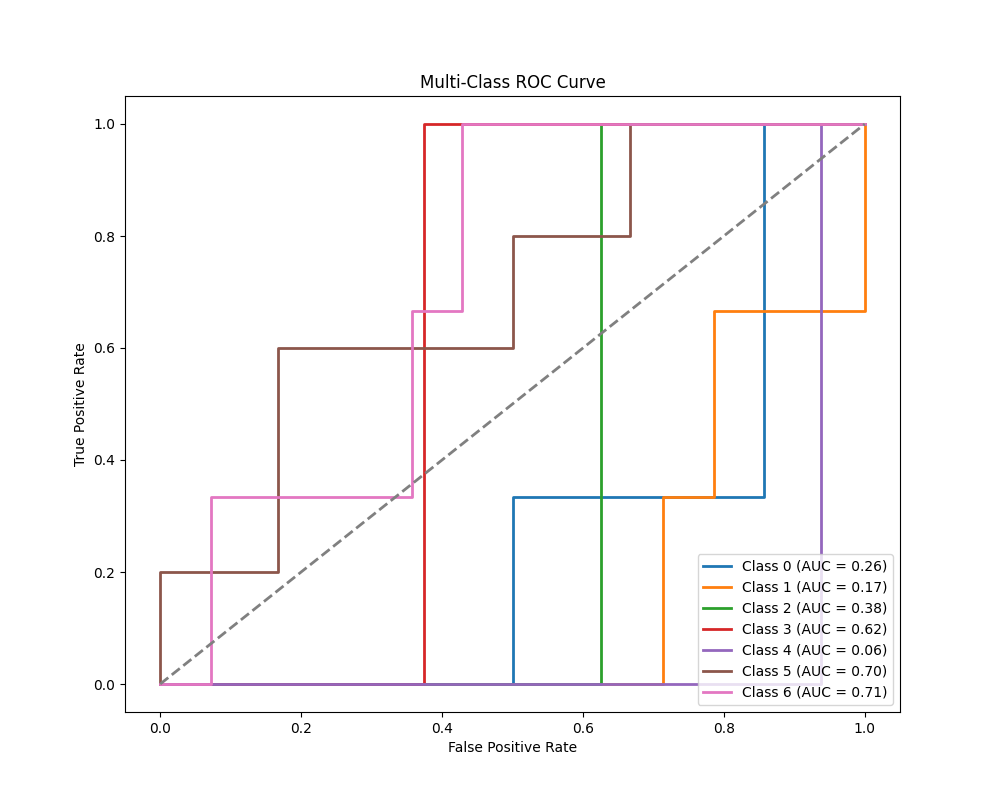 Multi-Class ROC Curve
True Positive Rate
1.0
0.8
0.6
0.4
0.2
0.0
Class 0 (AUC = 0.26)
Class 1 (AUC = 0.17)
Class 2 (AUC = 0.38)
Class 3 (AUC = 0.62)
Class 4 (AUC = 0.06)
Class 5 (AUC = 0.70)
Class 6 (AUC = 0.71)
0.0 0.2 0.4 0.6 0.8 1.0
False Positive Rate